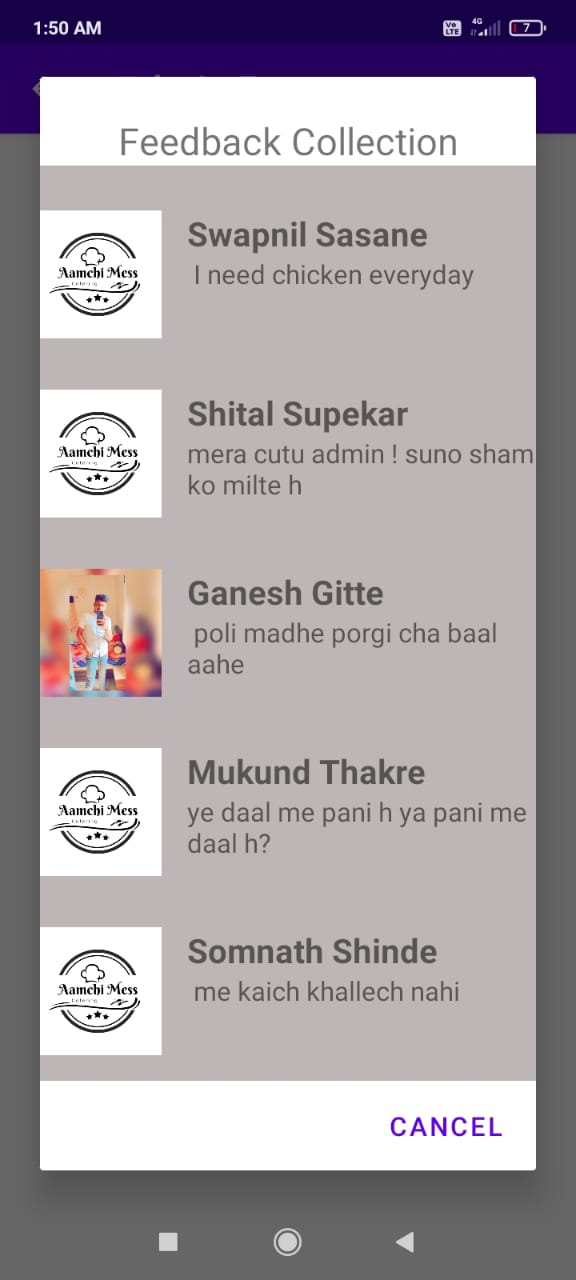 1:50 AM
Vo LTE
4G
7
Feedback Collection
Swapnil Sasane
I need chicken everyday
Aamchi Mess
Catering
Shital Supekar
mera cutu admin ! suno sham
ko milte h
Aamchi Mess
Catering
Ganesh Gitte
poli madhe porgi cha baal
aahe
Mukund Thakre
ye daal me pani h ya pani me
daal h?
Aamchi Mess
Catering
Somnath Shinde
me kaich khallech nahi
Aamchi Mess
Catering
CANCEL